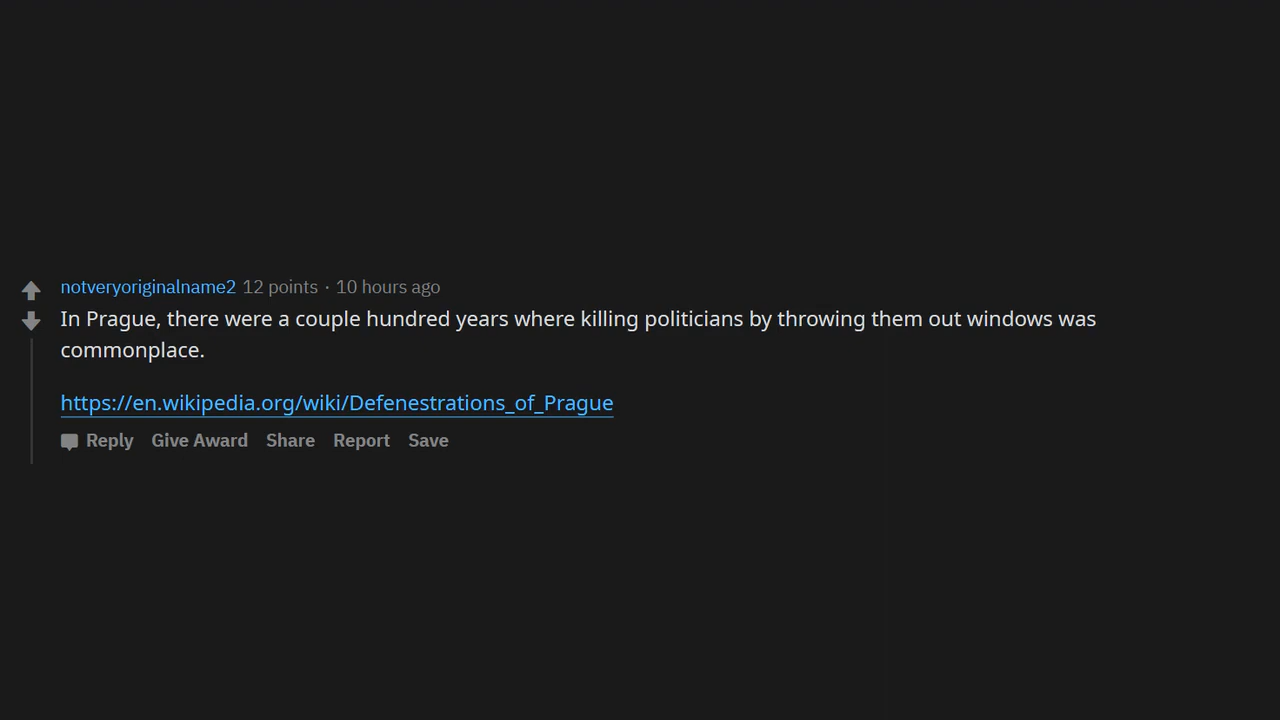 notveryoriginalname2 12 points · 10 hours ago
In Prague, there were a couple hundred years where killing politicians by throwing them out windows was
commonplace.
https://en.wikipedia.org/wiki/Defenestrations_of_Prague
Reply Give Award Share Report Save